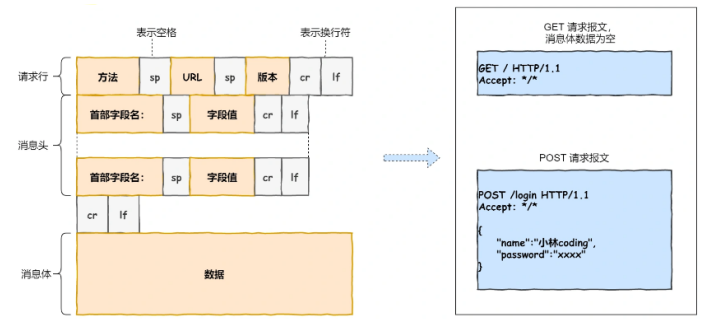 表示空格
表示换行符
请求行
方法 sp URL sp 版本 cr lf
首部字段名: sp 字段值 cr lf
消息头
首部字段名: sp 字段值 cr lf
cr lf
消息体
数据
GET 请求报文,
消息体数据为空
GET / HTTP/1.1
Accept: */*
POST 请求报文
POST /login HTTP/1.1
Accept: */*
{
"name":"小林coding",
"password":"xxxx"
}